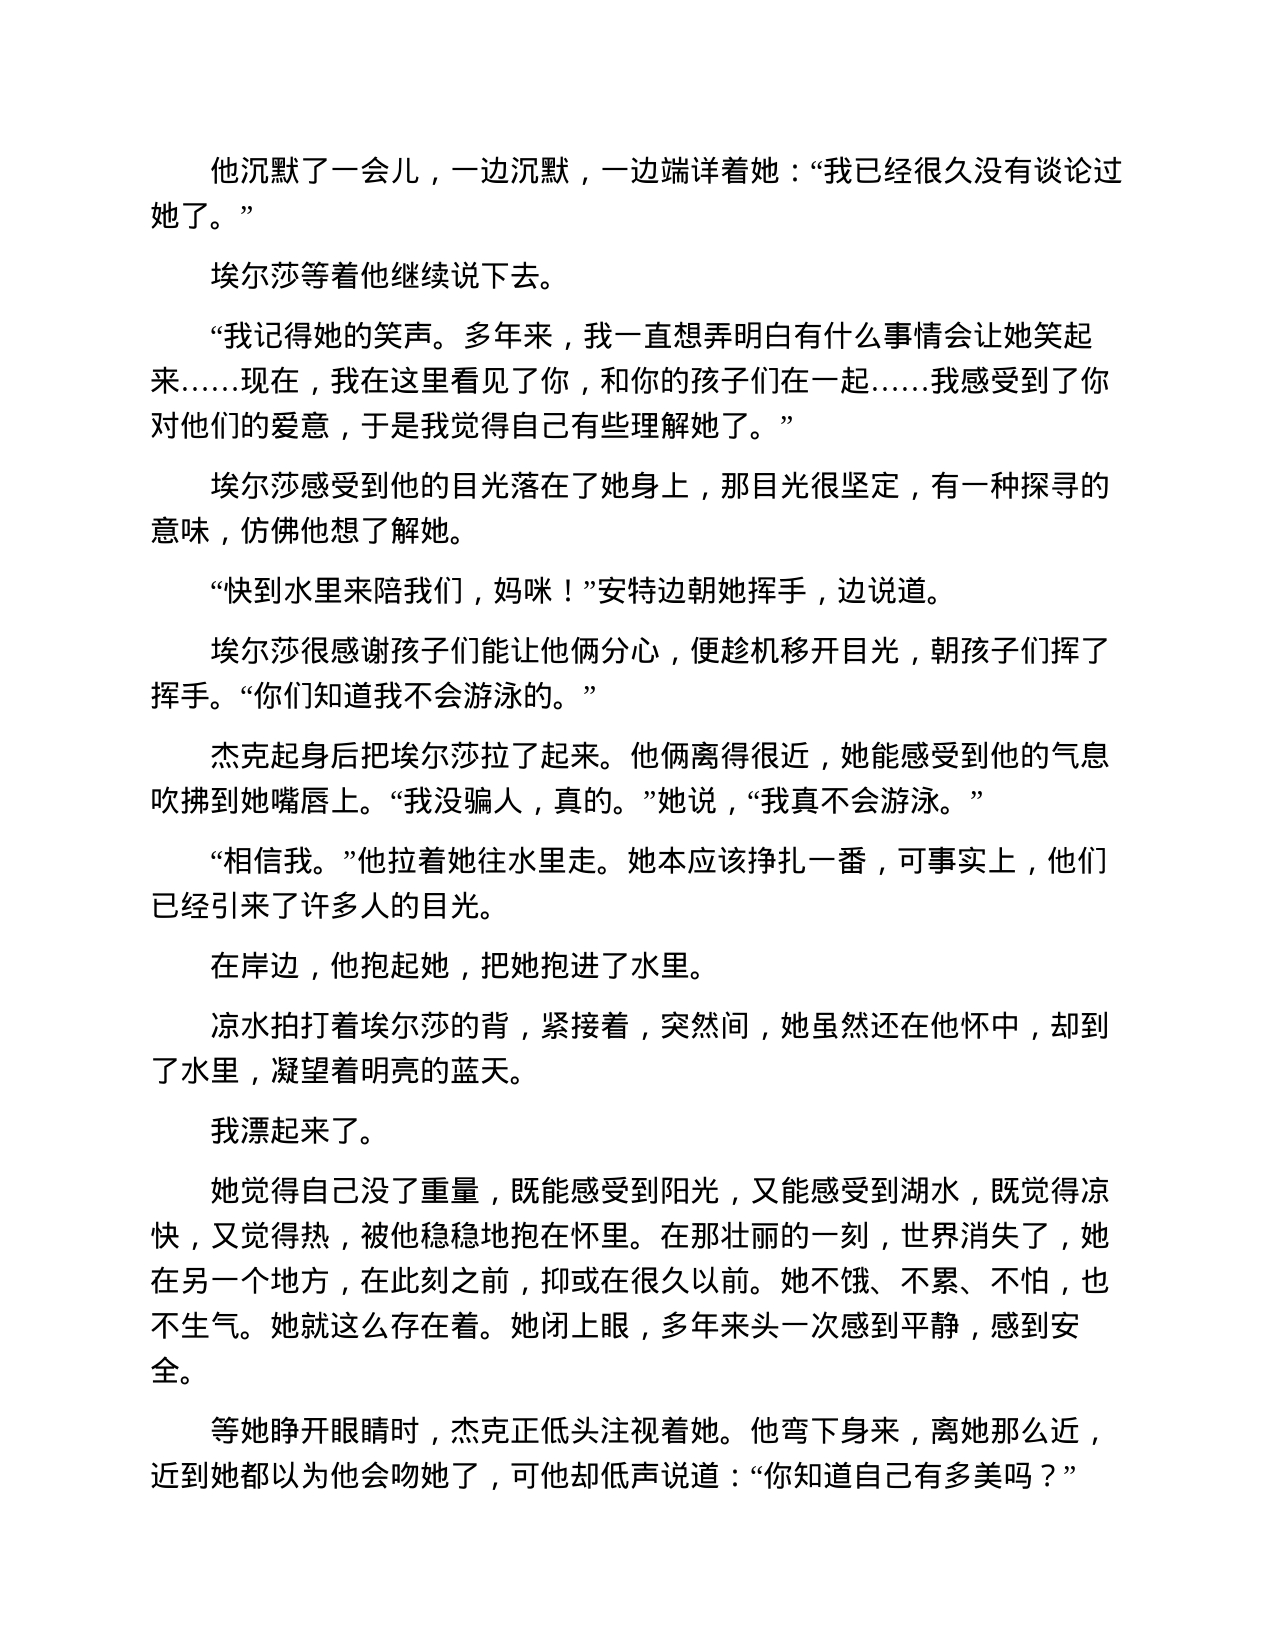 他沉默了一会儿，一边沉默，一边端详着她：“我已经很久没有谈论过
她了。”
埃尔莎等着他继续说下去。
“我记得她的笑声。多年来，我一直想弄明白有什么事情会让她笑起
来……现在，我在这里看见了你，和你的孩子们在一起……我感受到了你
对他们的爱意，于是我觉得自己有些理解她了。”
埃尔莎感受到他的目光落在了她身上，那目光很坚定，有一种探寻的
意味，仿佛他想了解她。
“快到水里来陪我们，妈咪！”安特边朝她挥手，边说道。
埃尔莎很感谢孩子们能让他俩分心，便趁机移开目光，朝孩子们挥了
挥手。“你们知道我不会游泳的。”
杰克起身后把埃尔莎拉了起来。他俩离得很近，她能感受到他的气息
吹拂到她嘴唇上。“我没骗人，真的。”她说，“我真不会游泳。”
“相信我。”他拉着她往水里走。她本应该挣扎一番，可事实上，他们
已经引来了许多人的目光。
在岸边，他抱起她，把她抱进了水里。
凉水拍打着埃尔莎的背，紧接着，突然间，她虽然还在他怀中，却到
了水里，凝望着明亮的蓝天。
我漂起来了。
她觉得自己没了重量，既能感受到阳光，又能感受到湖水，既觉得凉
快，又觉得热，被他稳稳地抱在怀里。在那壮丽的一刻，世界消失了，她
在另一个地方，在此刻之前，抑或在很久以前。她不饿、不累、不怕，也
不生气。她就这么存在着。她闭上眼，多年来头一次感到平静，感到安
全。
等她睁开眼睛时，杰克正低头注视着她。他弯下身来，离她那么近，
近到她都以为他会吻她了，可他却低声说道：“你知道自己有多美吗？”